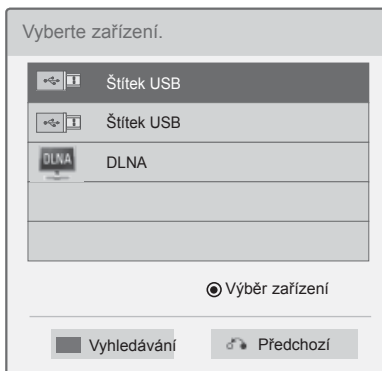 Vyberte zařízení.
Štítek USB
Štítek USB
DLNA DLNA
Výběr zařízení
Vyhledávání Předchozí